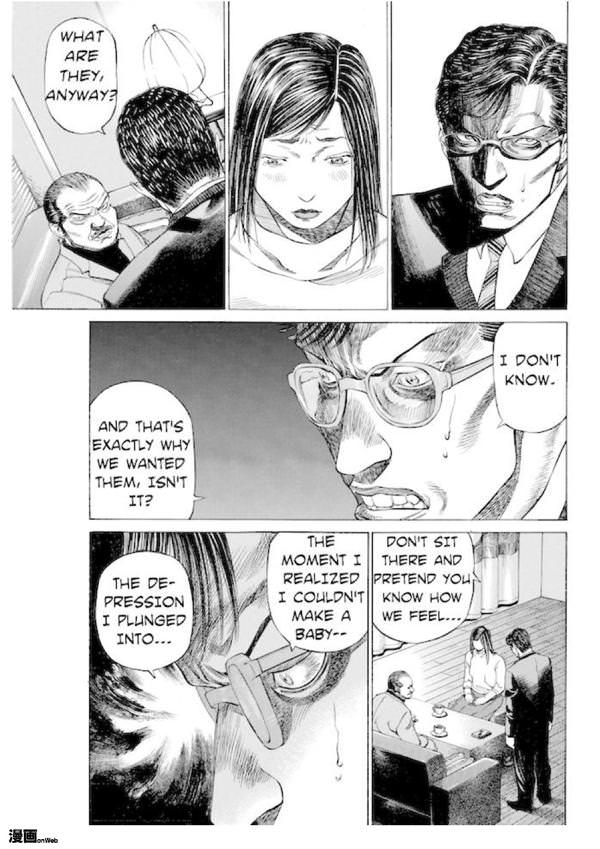 WHAT
ARE
THEY,
ANYWAY?
I DON'T
KNOW.
AND THAT'S
EXACTLY WHY
WE WANTED
THEM, ISN'T
IT?
DON'T SIT
THERE AND
PRETEND YOU
KNOW HOW
WE FEEL...
THE
MOMENT I
REALIZED
I COULDN'T
MAKE A
BABY--
THE DE-
PRESSION
I PLUNGED
INTO...
漫画onWeb